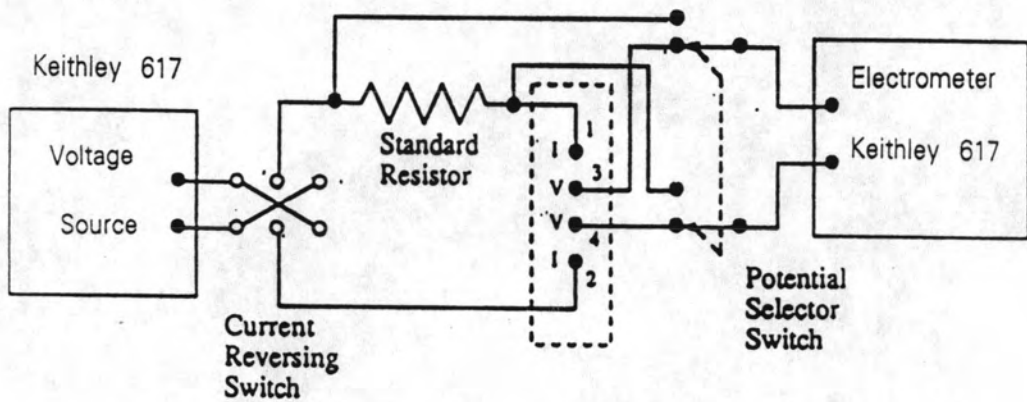 Keithley 617
Voltage
Source
Current
Reversing
Switch
Standard
Resistor
1
I
3
V
V
4
I
2
Potential
Selector
Switch
Electrometer
Keithley 617